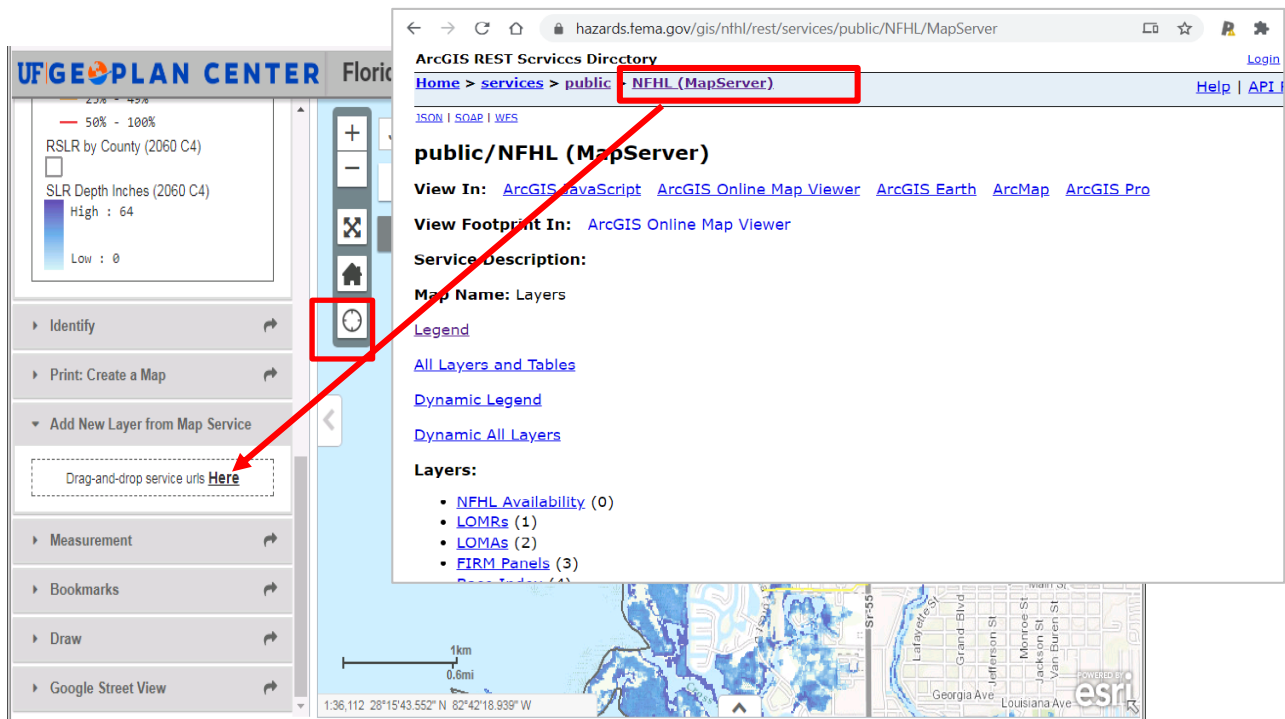 UF GEOPLAN CENTER
Floric
25% - 49%
50% - 100%
RSLR by County (2060 C4)
SLR Depth Inches (2060 C4)
High : 64
Low : 0
Identify
Print: Create a Map
Add New Layer from Map Service
Drag-and-drop service urls Here
Measurement
Bookmarks
Draw
Google Street View
hazards.fema.gov/gis/nfhl/rest/services/public/NFHL/MapServer
ArcGIS REST Services Directory
Login
Home > services > public > NFHL (MapServer)
Help | API
JSON | SOAP | WFS
public/NFHL (MapServer)
View In: ArcGIS JavaScript ArcGIS Online Map Viewer ArcGIS Earth ArcMap ArcGIS Pro
View Footprint In: ArcGIS Online Map Viewer
Service Description:
Map Name: Layers
Legend
All Layers and Tables
Dynamic Legend
Dynamic All Layers
Layers:
NFHL Availability (0)
LOMRs (1)
LOMAs (2)
FIRM Panels (3)
1km
0.6mi
1:36,112 28°15'43.552" N 82°42'18.939" W
Sr-55
Lafayette St
Grand Blvd
Jefferson St
Monroe St
Jackson St
Van Buren St
Main St
Georgia Ave
Louisiana Ave
POWERED BY
esri